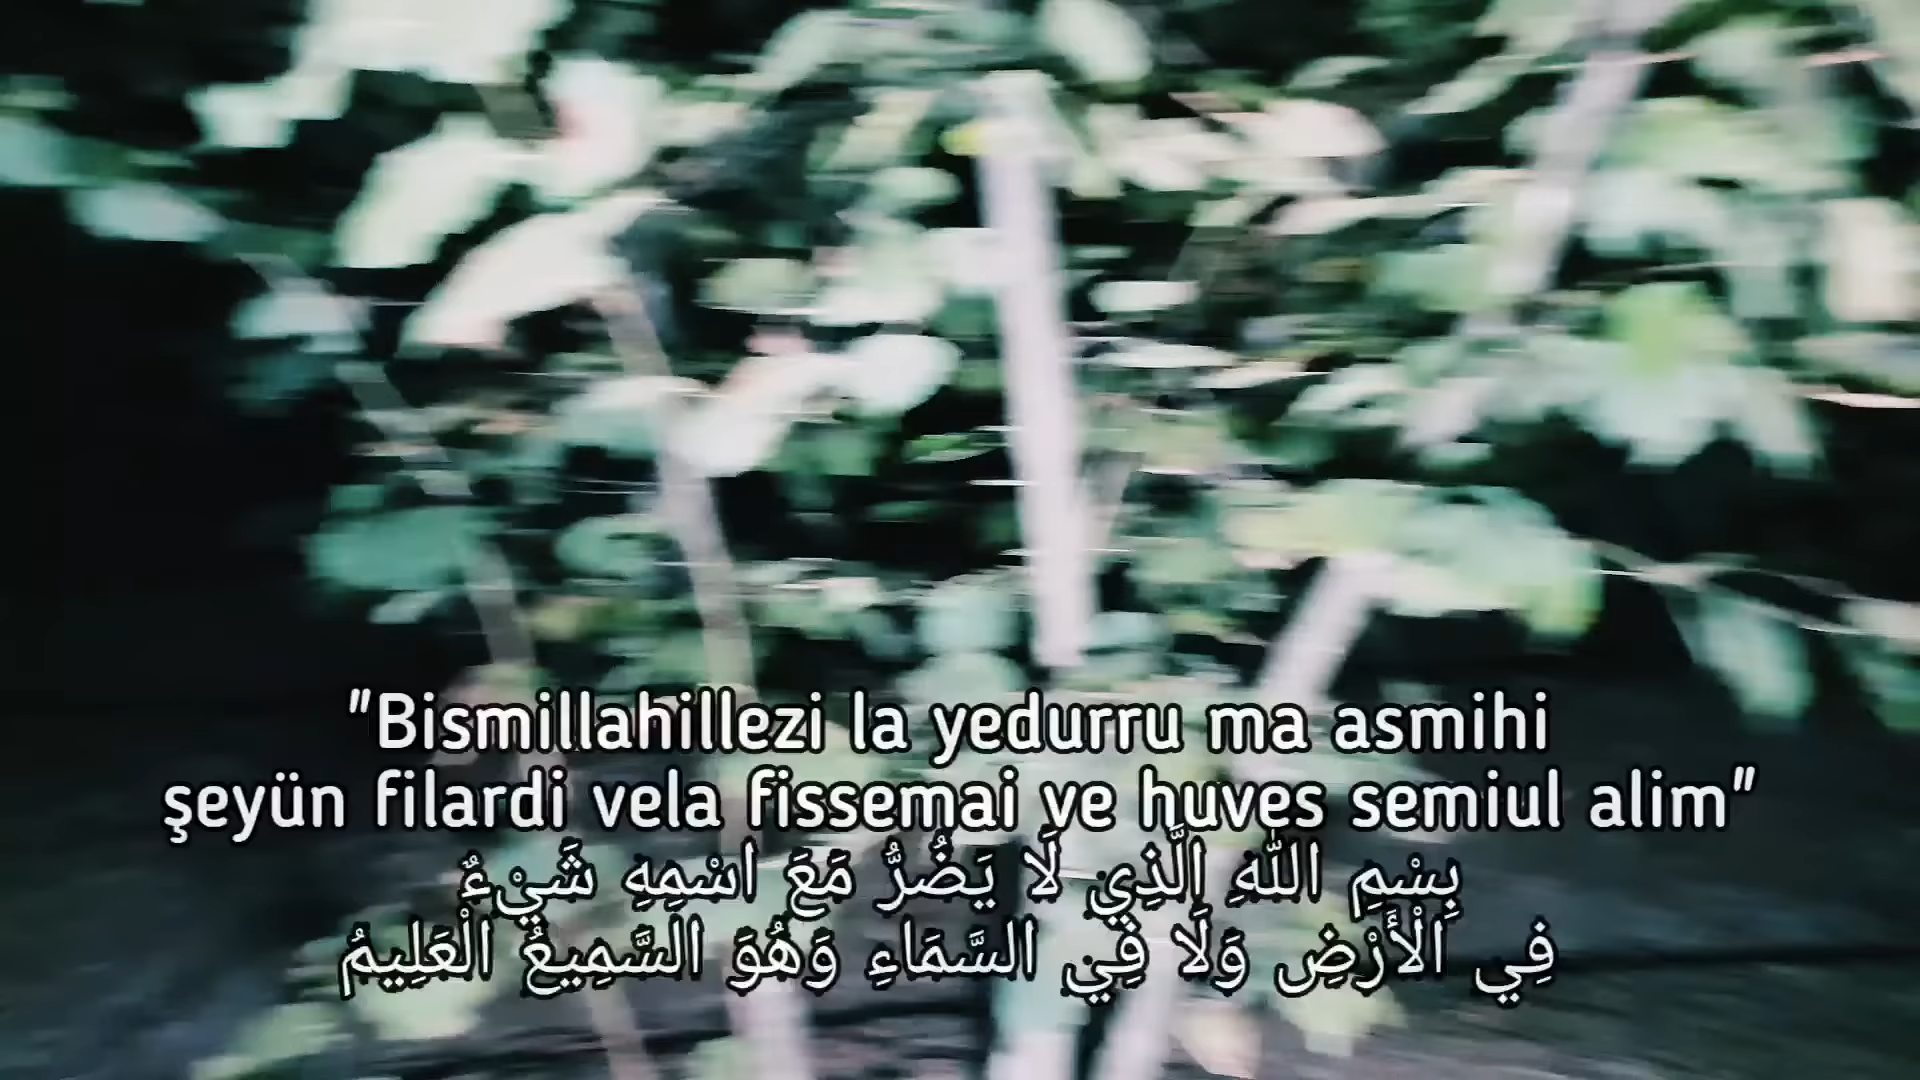 "Bismillahillezi la yedurru ma asmihi
şeyün filardi vela fissemai ve huves semiul alim"
بِسْمِ اللّٰهِ الَّذِي لَا يَضُرُّ مَعَ اسْمِهِ شَيْءٌ
فِي الْأَرْضِ وَلَا فِي السَّمَاءِ وَهُوَ السَّمِيعُ الْعَلِيمُ